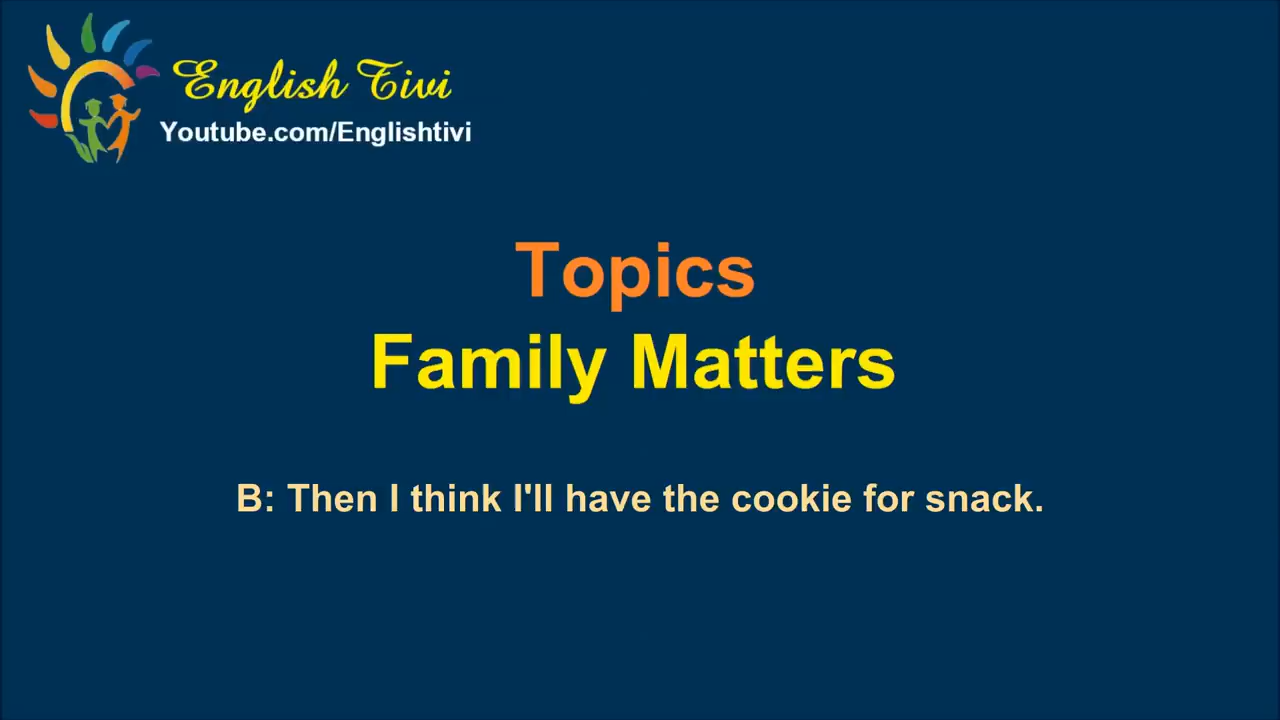 English Tivi
Youtube.com/Englishtivi
Topics
Family Matters
B: Then I think I'll have the cookie for snack.